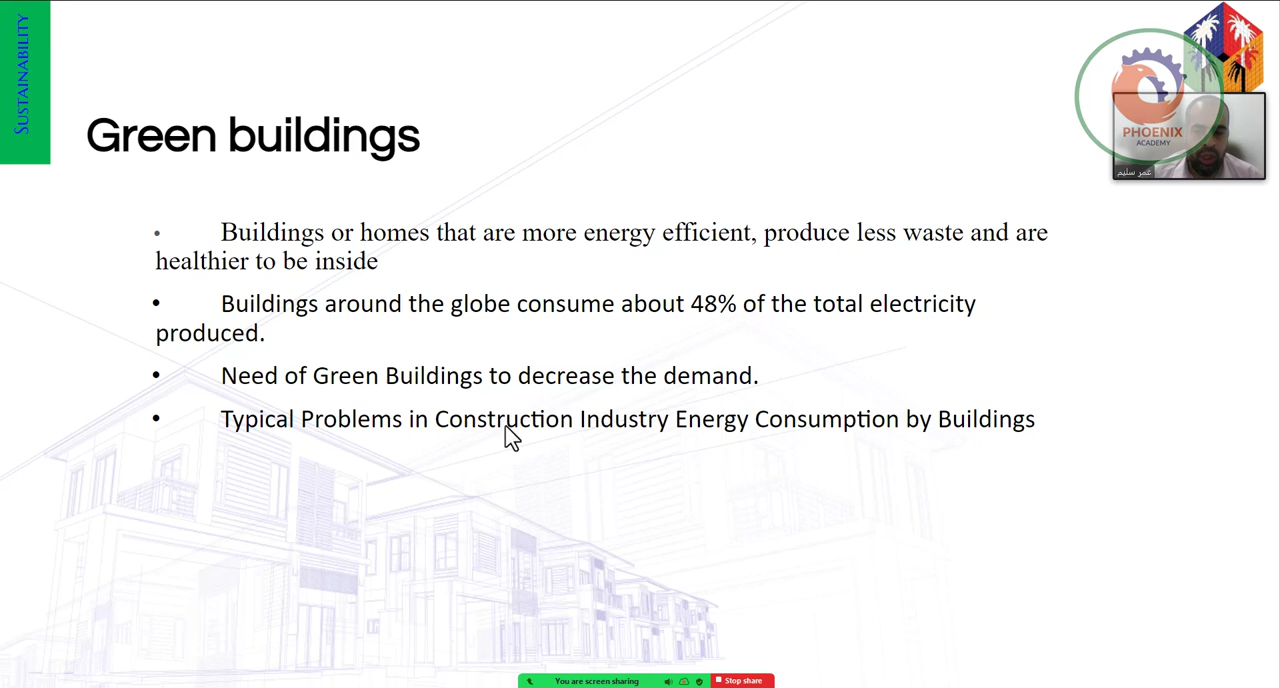 SUSTAINABILITY
Green buildings
PHOENIX
ACADEMY
عمر سليم
• Buildings or homes that are more energy efficient, produce less waste and are
healthier to be inside
• Buildings around the globe consume about 48% of the total electricity
produced.
• Need of Green Buildings to decrease the demand.
• Typical Problems in Construction Industry Energy Consumption by Buildings
You are screen sharing
Stop share